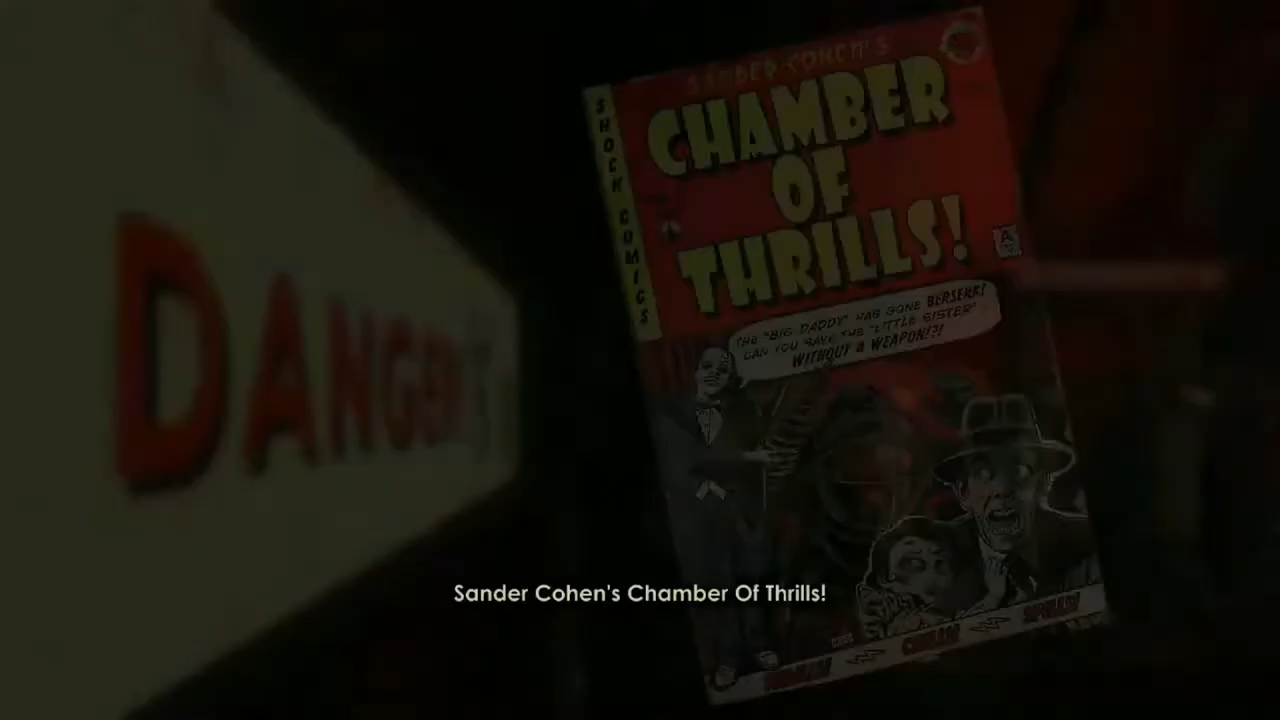 DANGER
SANDER COHEN'S
CHAMBER
OF
THRILLS!
SHOCK COMICS
THE "BIG DADDY" HAS GONE BERSERK!
CAN YOU SAVE THE "LITTLE SISTER"
WITHOUT A WEAPON!?!
Sander Cohen's Chamber Of Thrills!